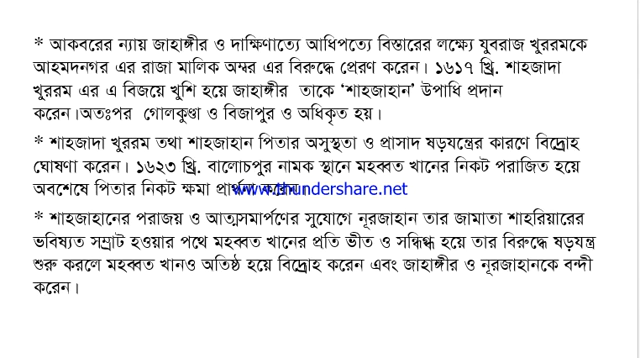 * আকবরের ন্যায় জাহাঙ্গীর ও দাক্ষিণাত্যে আধিপত্যে বিস্তারের লক্ষ্যে যুবরাজ খুররমকে
আহমদনগর এর রাজা মালিক অম্বর এর বিরুদ্ধে প্রেরণ করেন। ১৬১৭ খ্রি. শাহজাদা
খুররম এর এ বিজয়ে খুশি হয়ে জাহাঙ্গীর তাকে ‘শাহজাহান’ উপাধি প্রদান
করেন।অতঃপর গোলকুণ্ডা ও বিজাপুর ও অধিকৃত হয়।
* শাহজাদা খুররম তথা শাহজাহান পিতার অসুস্থতা ও প্রাসাদ ষড়যন্ত্রের কারণে বিদ্রোহ
ঘোষণা করেন। ১৬২৩ খ্রি. বালোচপুর নামক স্থানে মহব্বত খানের নিকট পরাজিত হয়ে
অবশেষে পিতার নিকট ক্ষমা প্রার্থনা করেন। www.thundershare.net
* শাহজাহানের পরাজয় ও আত্মসমার্পণের সুযোগে নূরজাহান তার জামাতা শাহরিয়ারের
ভবিষ্যত সম্রাট হওয়ার পথে মহব্বত খানের প্রতি ভীত ও সন্ধিগ্ধ হয়ে তার বিরুদ্ধে ষড়যন্ত্র
শুরু করলে মহব্বত খানও অতিষ্ঠ হয়ে বিদ্রোহ করেন এবং জাহাঙ্গীর ও নূরজাহানকে বন্দী
করেন।